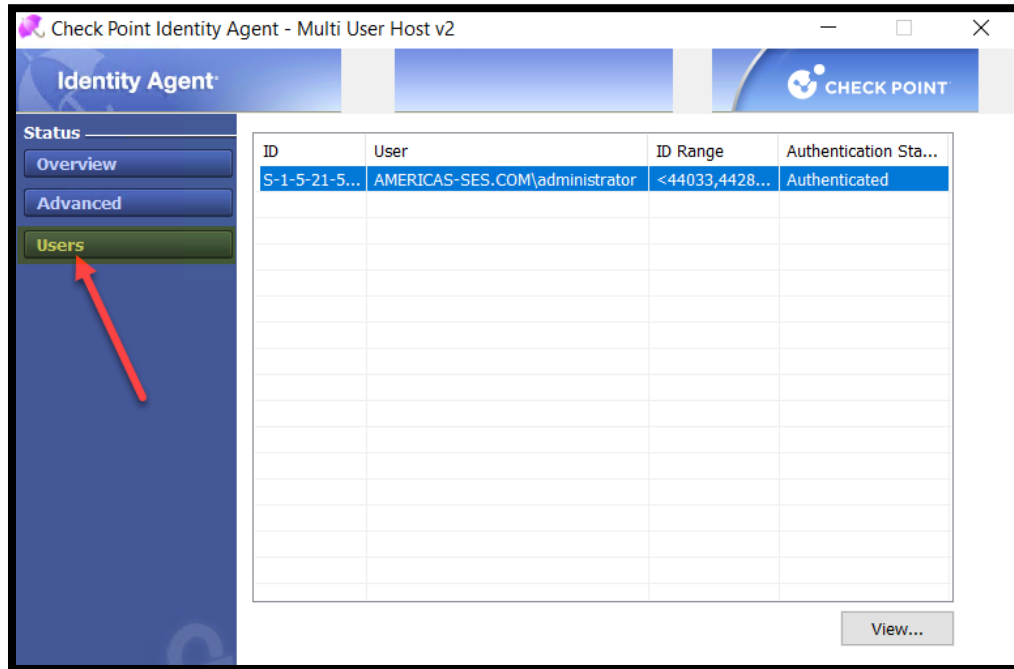 Check Point Identity Agent - Multi User Host v2
Identity Agent
CHECK POINT
Status
Overview
Advanced
Users
ID User ID Range Authentication Sta...
S-1-5-21-5... AMERICAS-SES.COM\administrator <44033,4428... Authenticated
View...